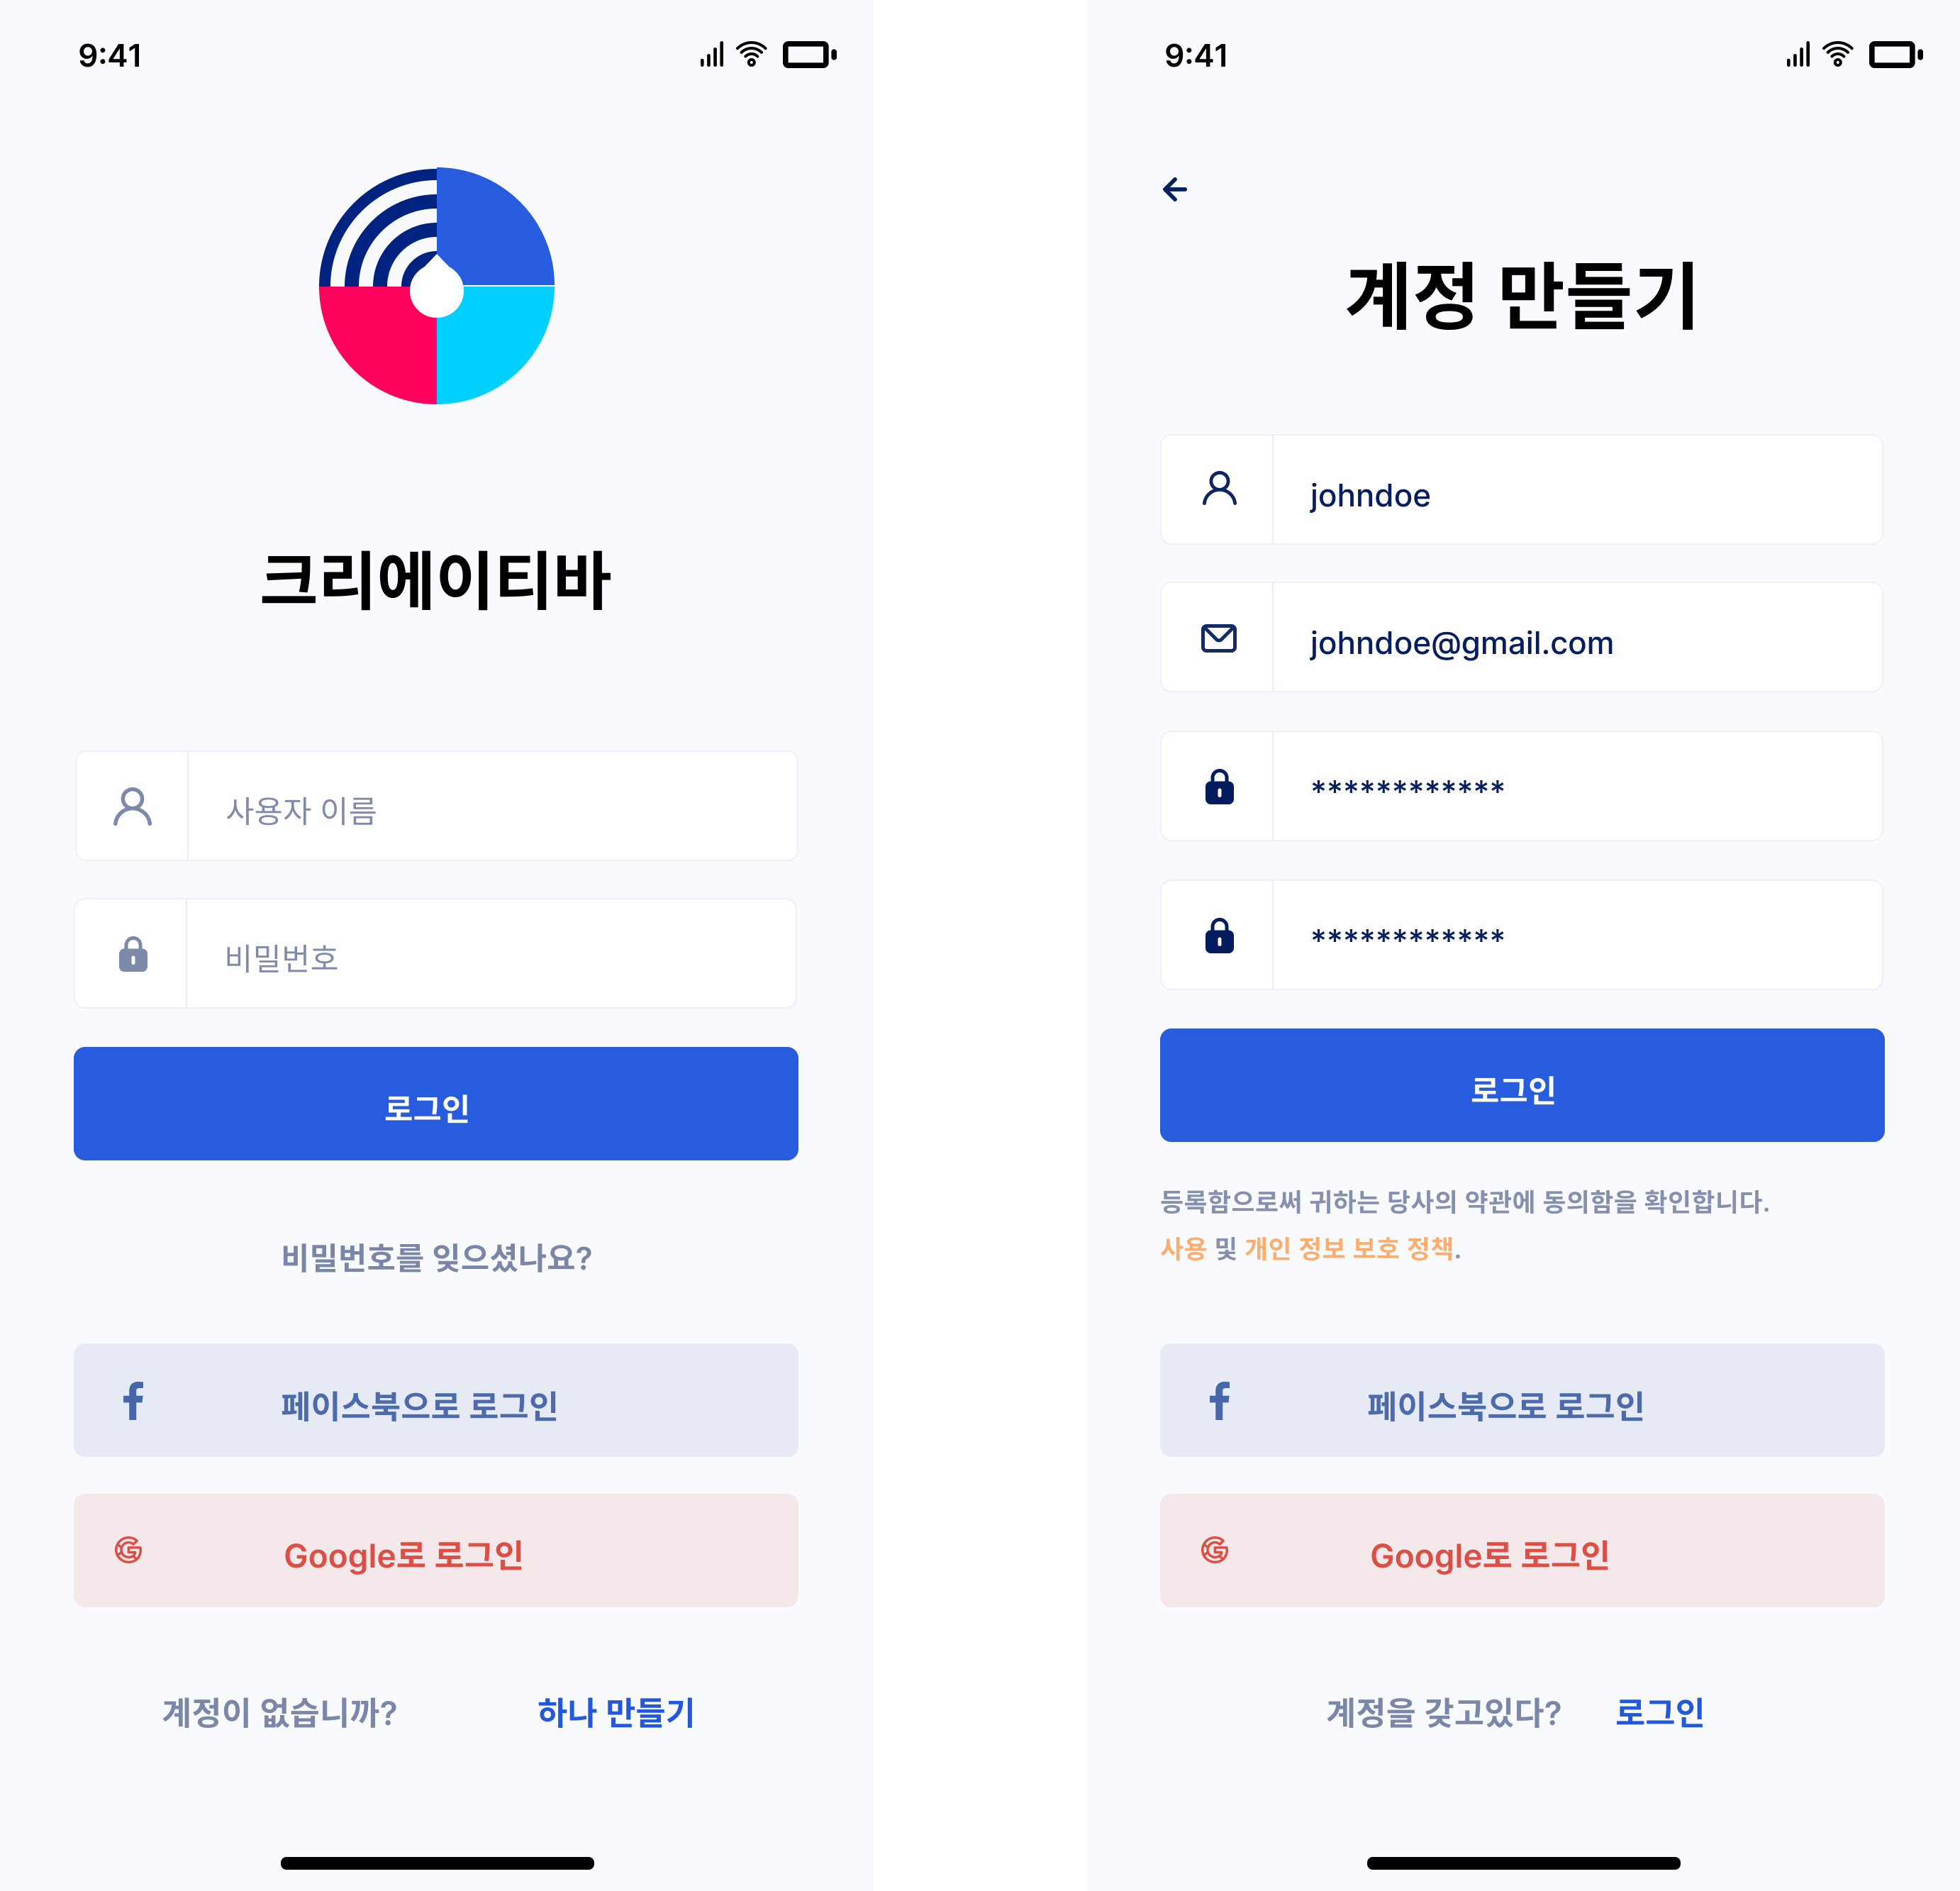 9:41
크리에이티바
사용자 이름
비밀번호
로그인
비밀번호를 잊으셨나요?
페이스북으로 로그인
Google로 로그인
계정이 없습니까? 하나 만들기
9:41
계정 만들기
johndoe
johndoe@gmail.com
************
************
로그인
등록함으로써 귀하는 당사의 약관에 동의함을 확인합니다.
사용 및 개인 정보 보호 정책.
페이스북으로 로그인
Google로 로그인
계정을 갖고있다? 로그인